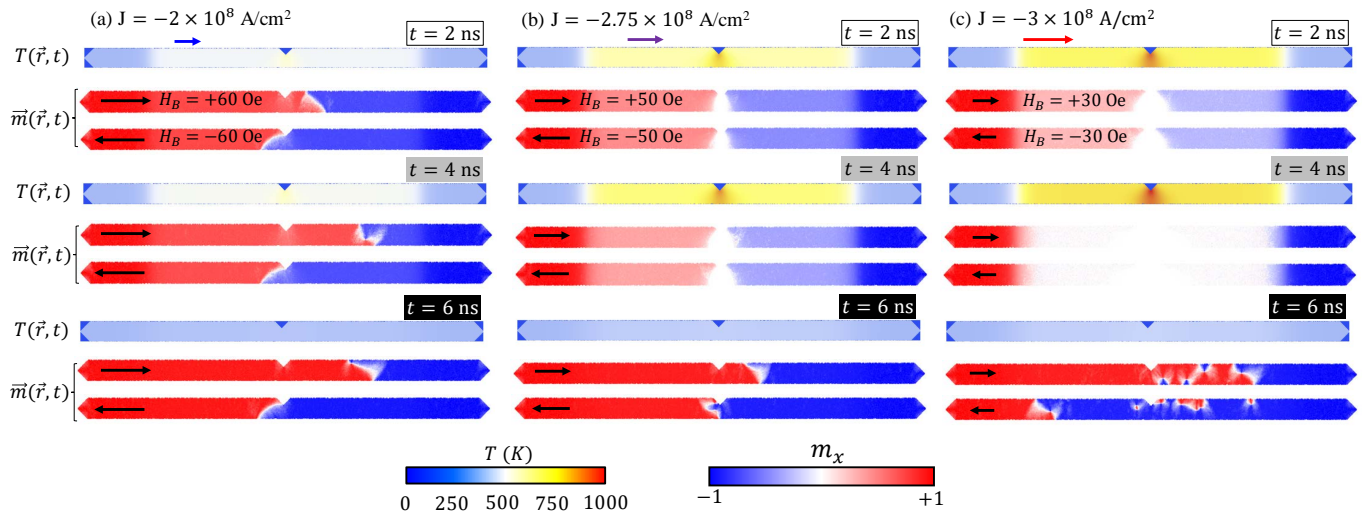 (a) J = −2 × 10⁸ A/cm²
(b) J = −2.75 × 10⁸ A/cm²
(c) J = −3 × 10⁸ A/cm²
t = 2 ns
t = 2 ns
t = 2 ns
T(r⃗, t)
m⃗(r⃗, t)
H_B = +60 Oe
H_B = +50 Oe
H_B = +30 Oe
H_B = −60 Oe
H_B = −50 Oe
H_B = −30 Oe
t = 4 ns
t = 4 ns
t = 4 ns
T(r⃗, t)
m⃗(r⃗, t)
t = 6 ns
t = 6 ns
t = 6 ns
T(r⃗, t)
m⃗(r⃗, t)
T (K)
0 250 500 750 1000
m_x
−1 +1